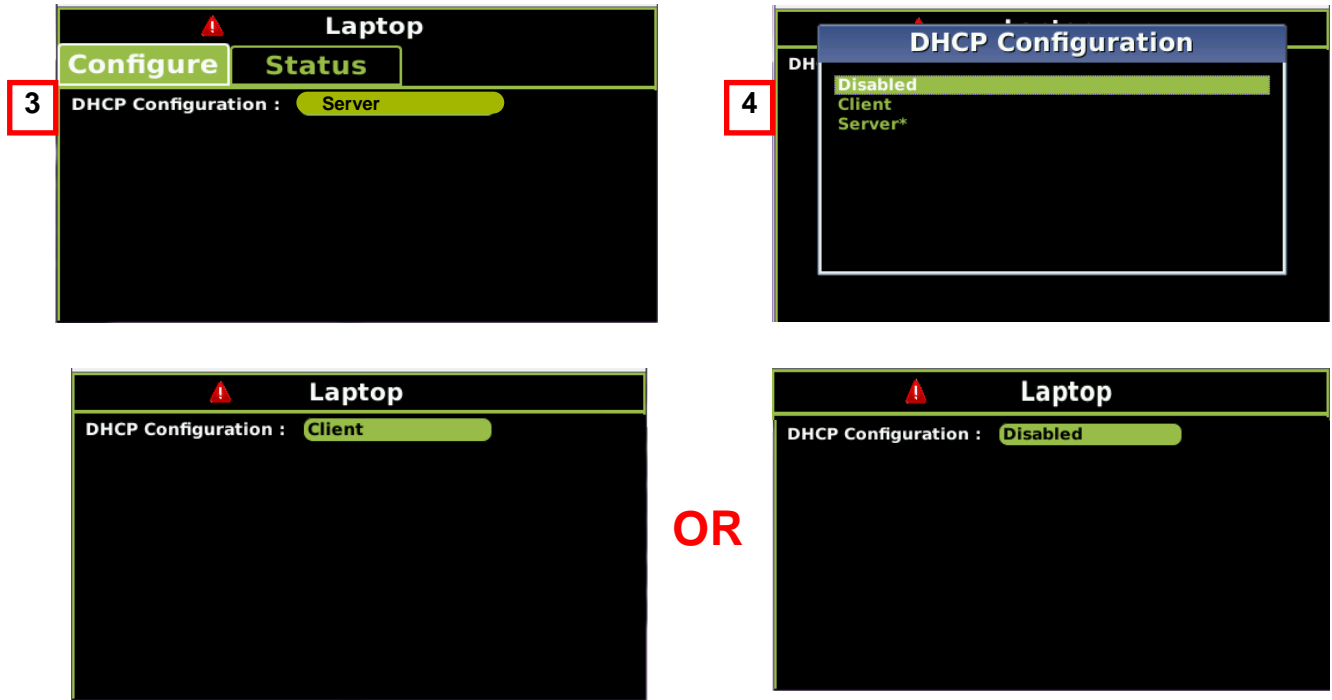 Laptop
Configure Status
3
DHCP Configuration : Server
DHCP Configuration
DH
4
Disabled
Client
Server*
Laptop
DHCP Configuration : Client
OR
Laptop
DHCP Configuration : Disabled